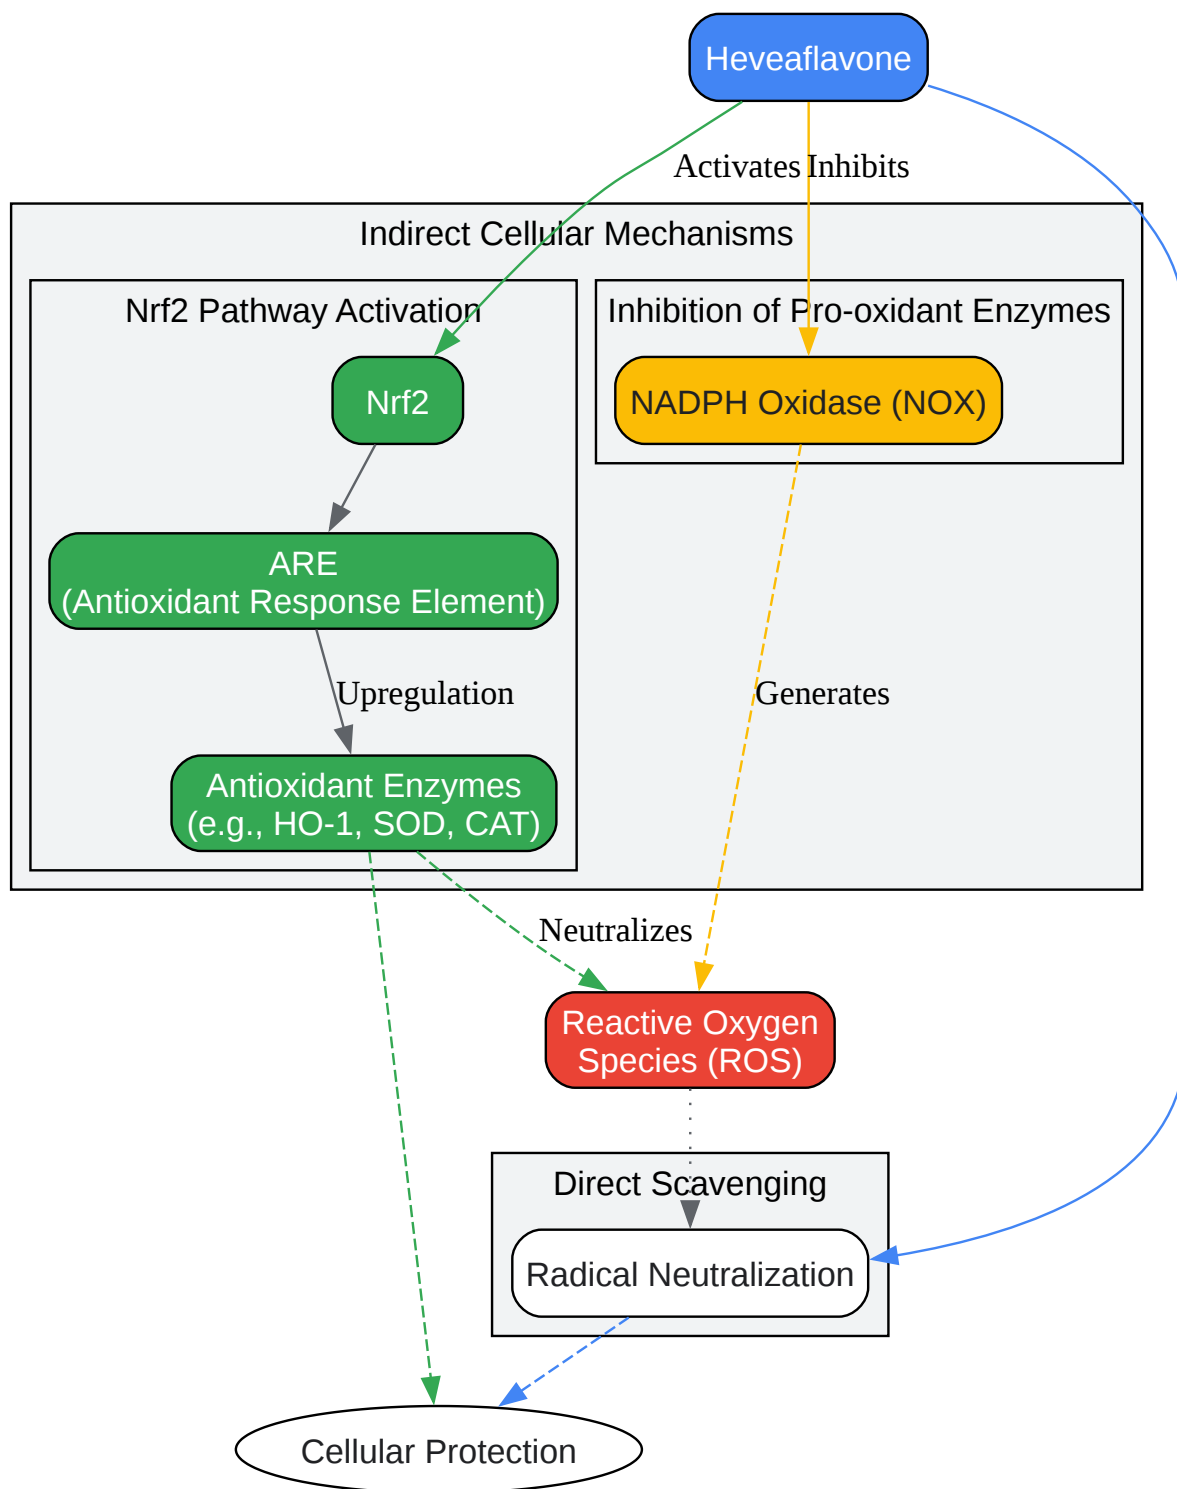 Heveaflavone
Activates
Inhibits
Indirect Cellular Mechanisms
Nrf2 Pathway Activation
Inhibition of Pro-oxidant Enzymes
Nrf2
NADPH Oxidase (NOX)
ARE
(Antioxidant Response Element)
Upregulation
Generates
Antioxidant Enzymes
(e.g., HO-1, SOD, CAT)
Neutralizes
Reactive Oxygen
Species (ROS)
Direct Scavenging
Radical Neutralization
Cellular Protection